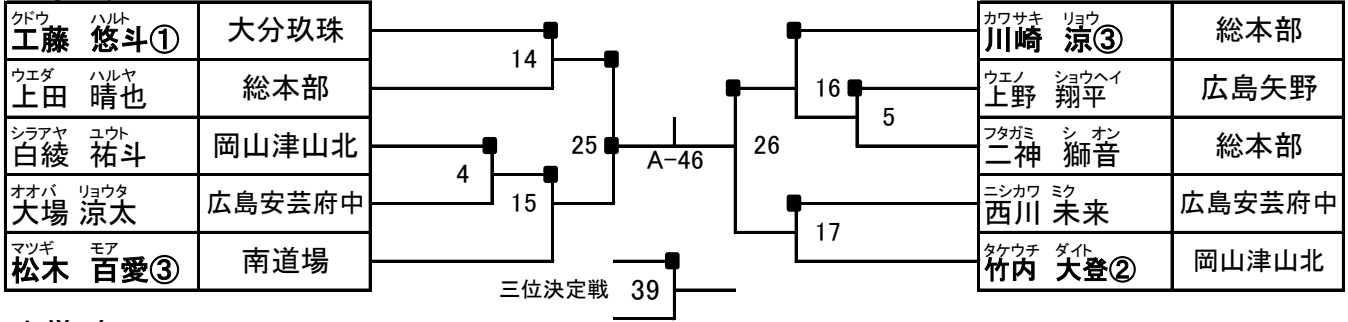 クドウ ハルト
工藤 悠斗① 大分玖珠
ウエダ ハルヤ
上田 晴也 総本部
シラアヤ ユウト
白綾 祐斗 岡山津山北
オオバ リョウタ
大場 涼太 広島安芸府中
マツギ モア
松木 百愛③ 南道場
14
4
15
25
A-46
26
16
5
17
三位決定戦 39
カワサキ リョウ
川崎 涼③ 総本部
ウエノ ショウヘイ
上野 翔平 広島矢野
フタガミ シ オン
二神 獅音 総本部
ニシカワ ミク
西川 未来 広島安芸府中
タケウチ ダイト
竹内 大登② 岡山津山北